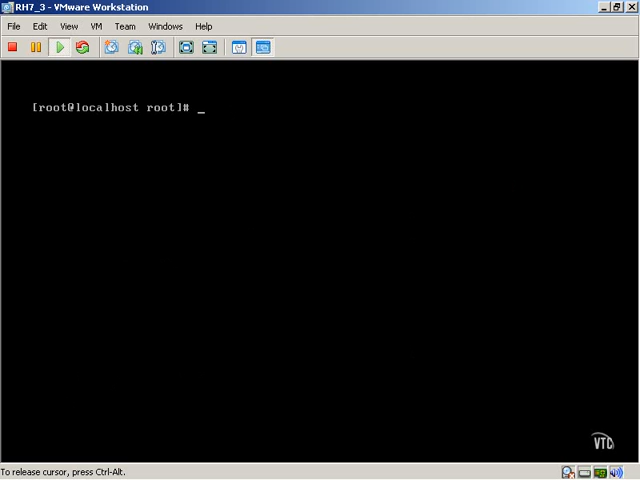 RH7_3 - VMware Workstation
File Edit View VM Team Windows Help
[root@localhost root]# _
VTC
To release cursor, press Ctrl-Alt.